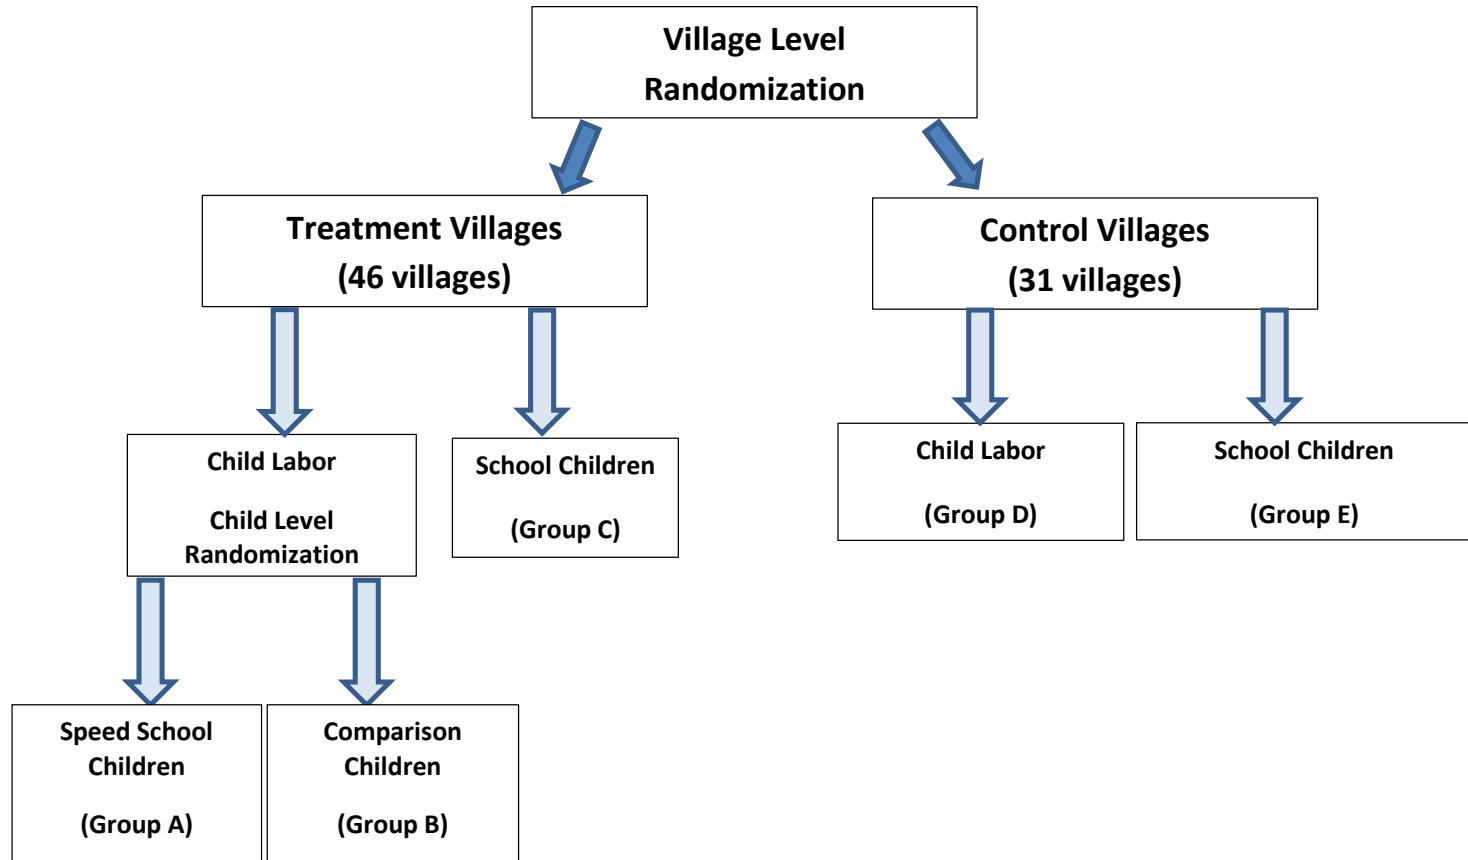 Village Level
Randomization
Treatment Villages
(46 villages)
Control Villages
(31 villages)
Child Labor
Child Level
Randomization
School Children
(Group C)
Child Labor
(Group D)
School Children
(Group E)
Speed School
Children
(Group A)
Comparison
Children
(Group B)